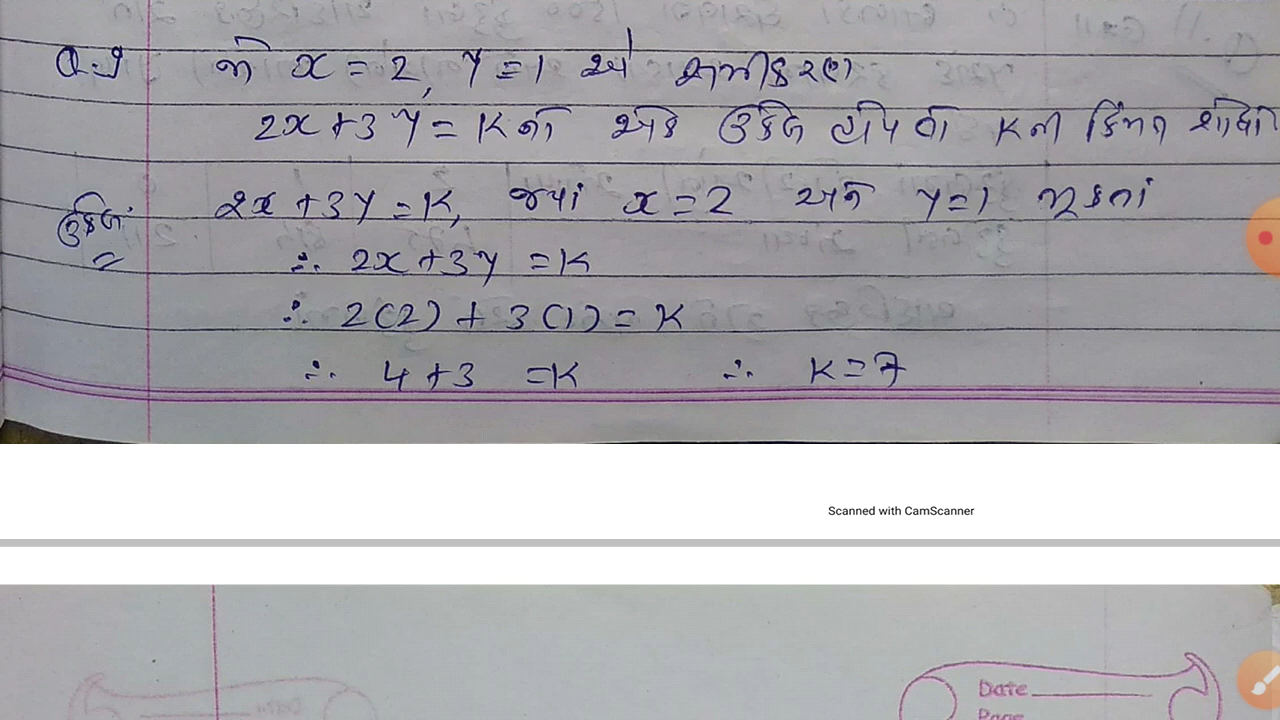 Q.9 જો x = 2, y = 1 એ સમીકરણ
2x + 3y = K નો એક ઉકેલ હોય તો K ની કિંમત શોધો
ઉકેલ: 2x + 3y = K, જ્યાં x = 2 અને y = 1 મૂકતાં
∴ 2x + 3y = K
∴ 2(2) + 3(1) = K
∴ 4 + 3 = K ∴ K = 7
Scanned with CamScanner
Date
Page